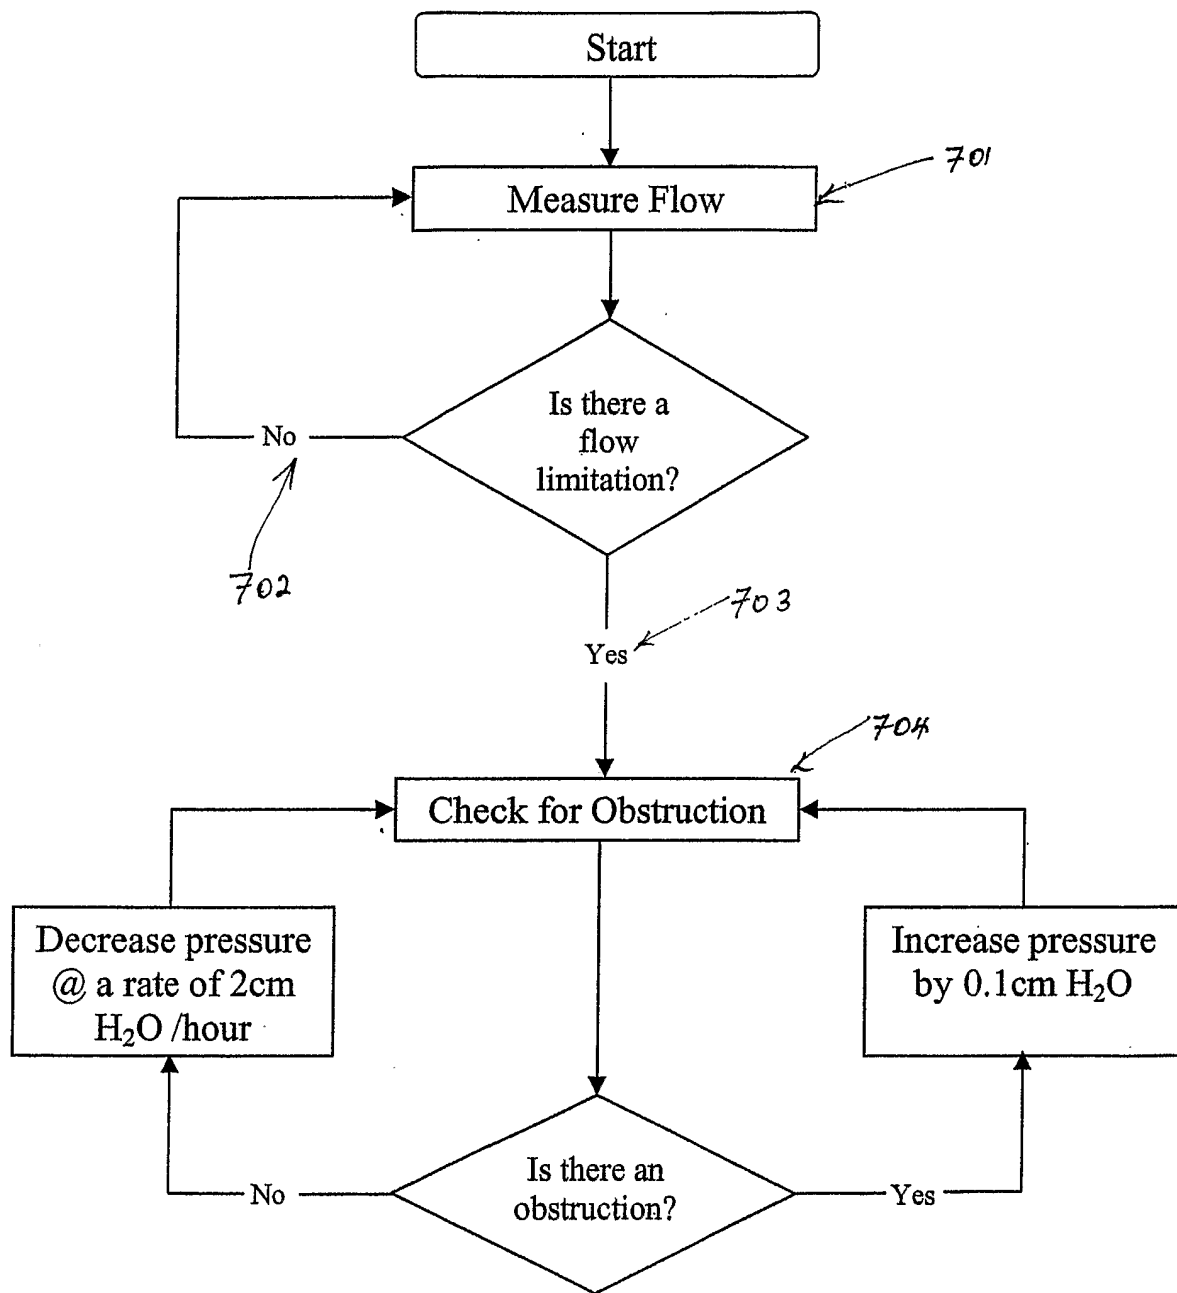 Start
Measure Flow
701
Is there a
flow
limitation?
No
702
703
Yes
704
Check for Obstruction
Decrease pressure
@ a rate of 2cm
H₂O /hour
Increase pressure
by 0.1cm H₂O
Is there an
obstruction?
No
Yes